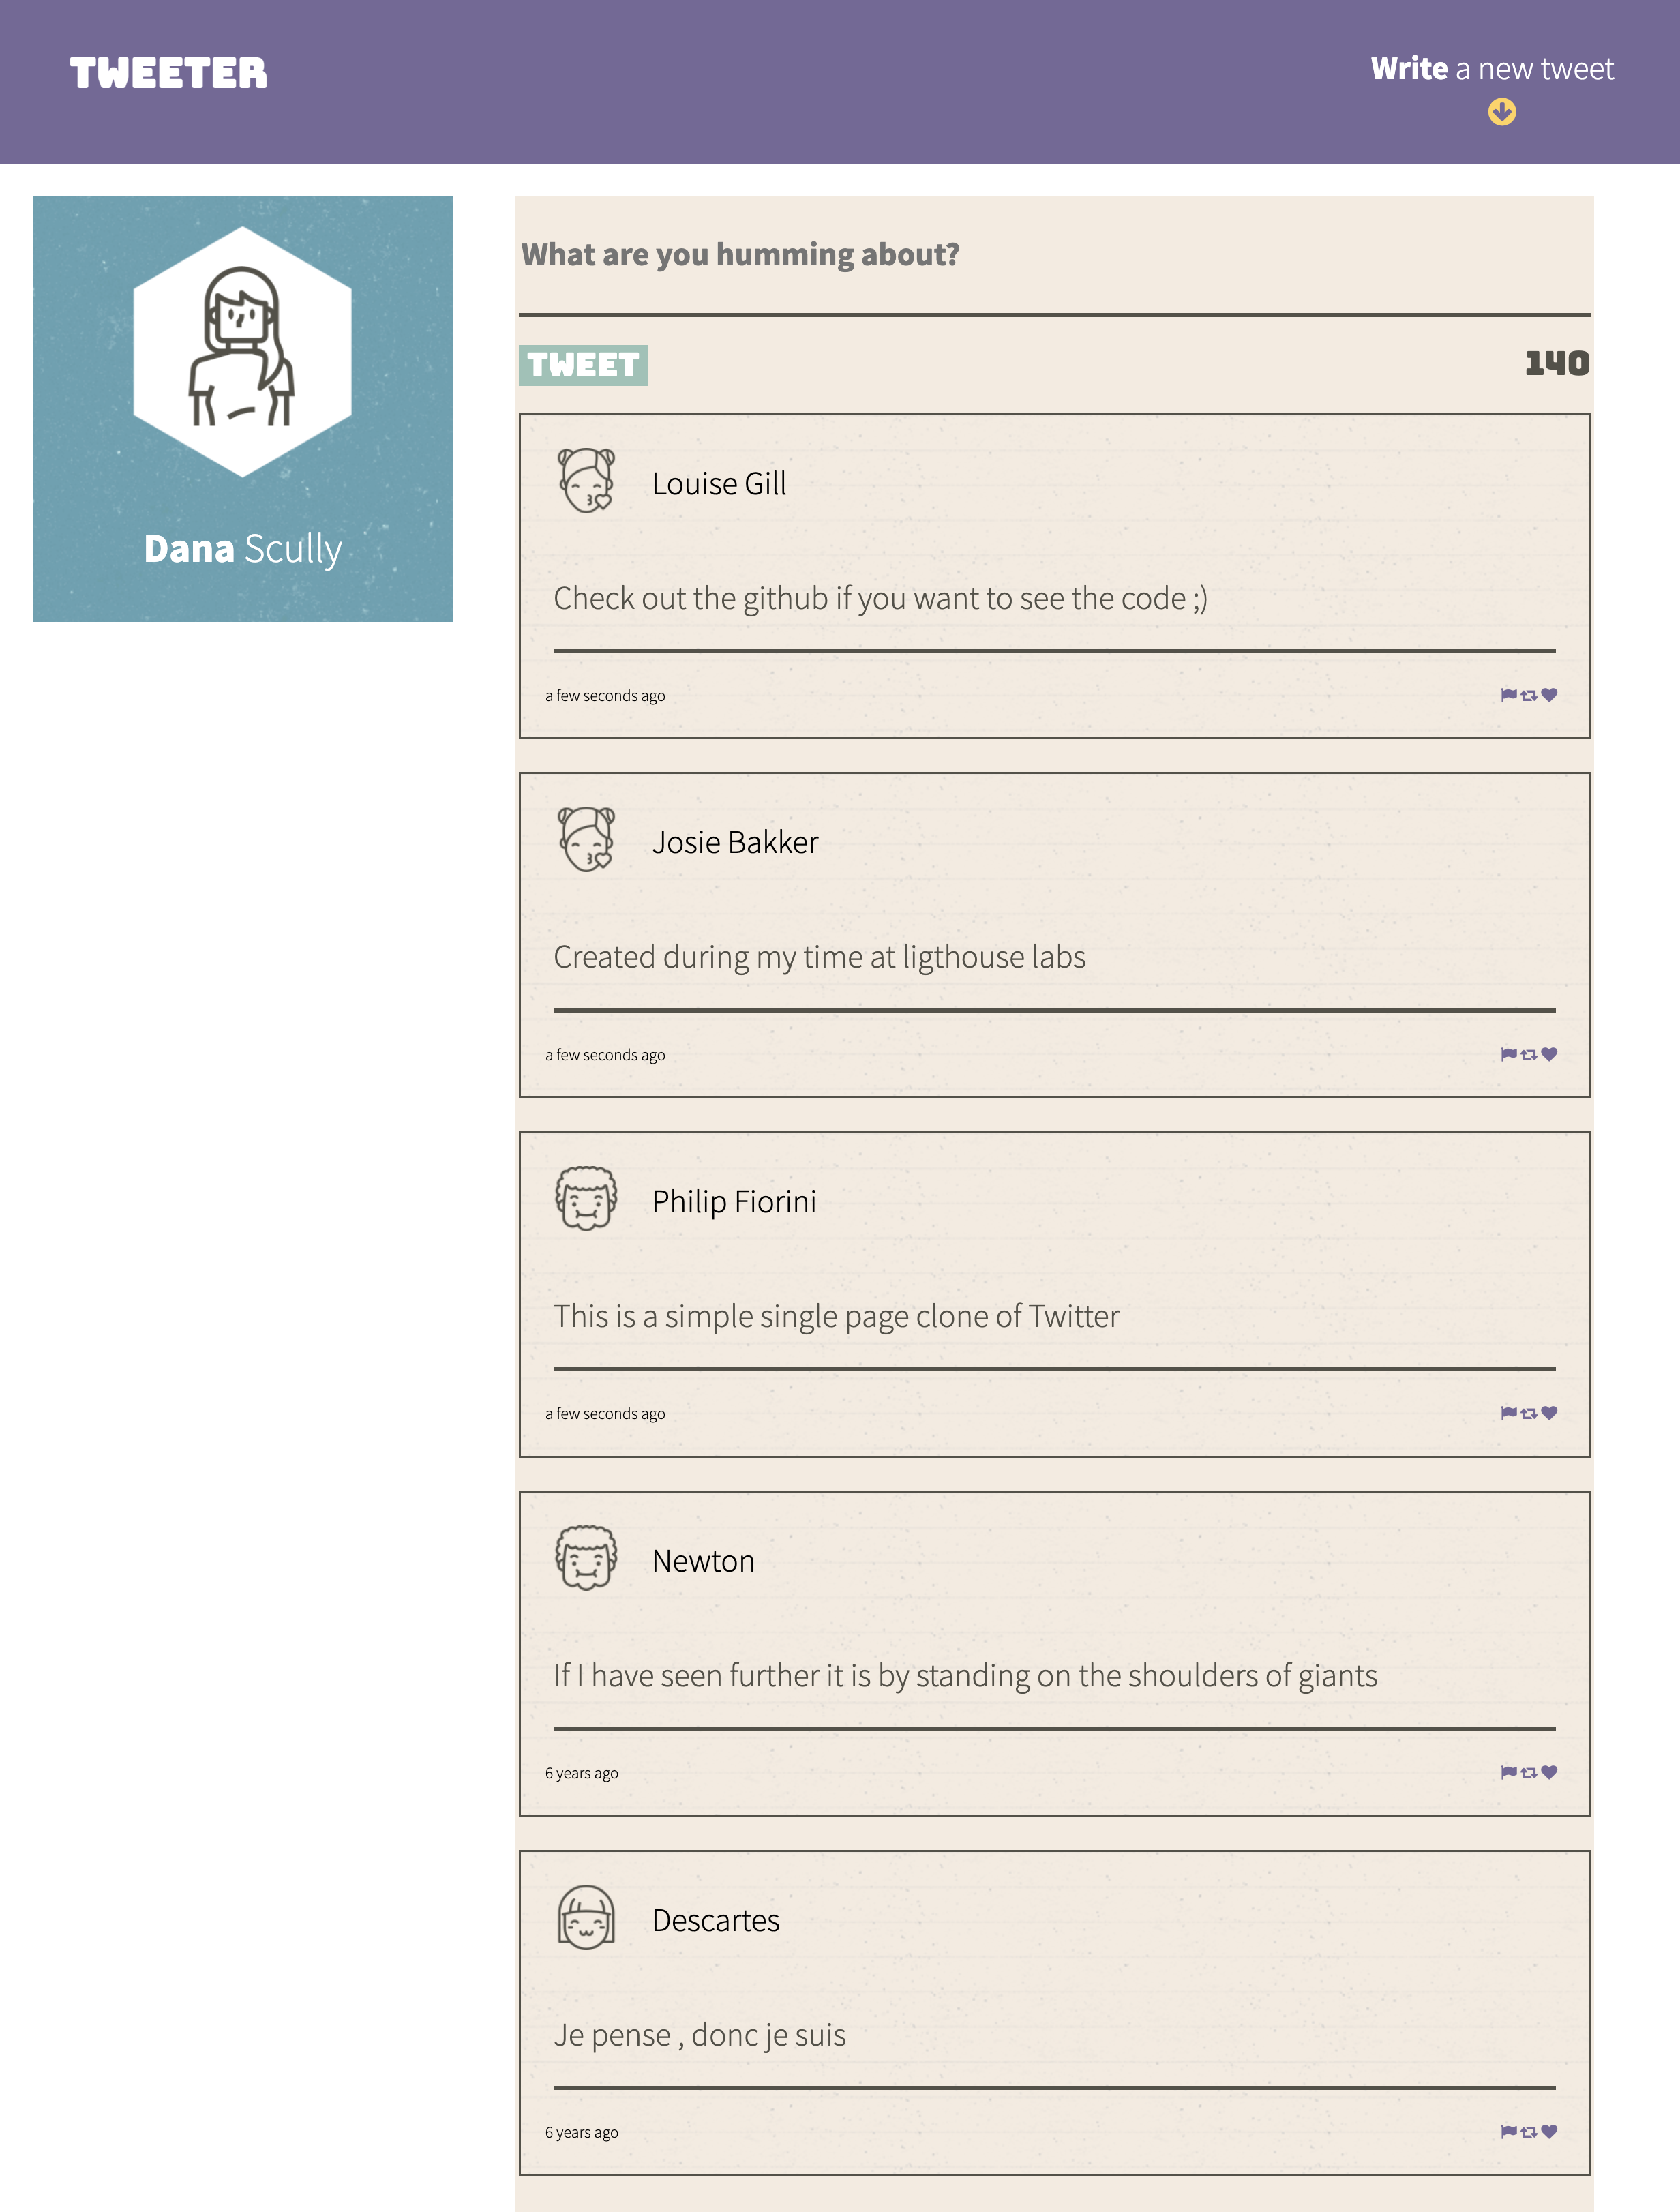 TWEETER
Write a new tweet
Dana Scully
What are you humming about?
TWEET
140
Louise Gill
Check out the github if you want to see the code ;)
a few seconds ago
Josie Bakker
Created during my time at ligthouse labs
a few seconds ago
Philip Fiorini
This is a simple single page clone of Twitter
a few seconds ago
Newton
If I have seen further it is by standing on the shoulders of giants
6 years ago
Descartes
Je pense , donc je suis
6 years ago